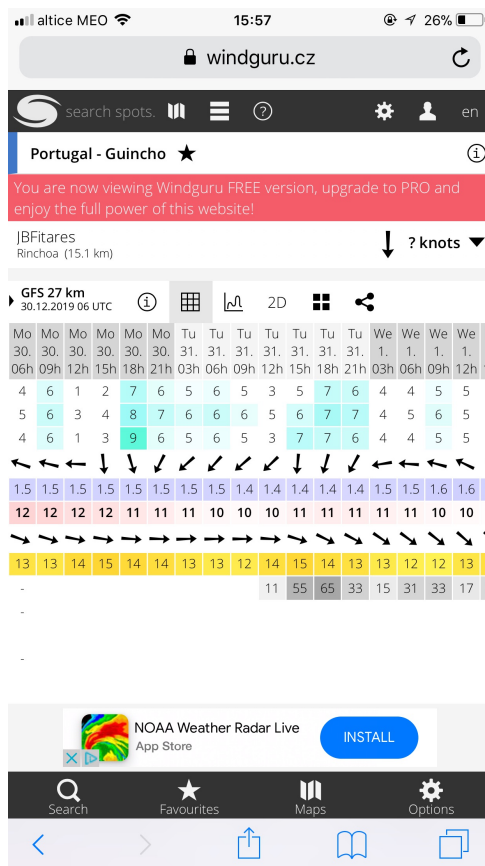 altice MEO 15:57 26%
windguru.cz
search spots. ? en
Portugal - Guincho
You are now viewing Windguru FREE version, upgrade to PRO and
enjoy the full power of this website!
JBFitares
Rinchoa (15.1 km) ? knots
GFS 27 km
30.12.2019 06 UTC 2D
Mo Mo Mo Mo Mo Mo Tu Tu Tu Tu Tu Tu Tu We We We We
30. 30. 30. 30. 30. 30. 31. 31. 31. 31. 31. 31. 31. 1. 1. 1. 1.
06h 09h 12h 15h 18h 21h 03h 06h 09h 12h 15h 18h 21h 03h 06h 09h 12h
4 6 1 2 7 6 5 6 5 3 5 7 6 4 4 5 5
5 6 3 4 8 7 6 6 6 5 6 7 7 4 5 6 5
4 6 1 3 9 6 5 6 5 3 7 7 6 4 4 5 5
1.5 1.5 1.5 1.5 1.5 1.5 1.5 1.5 1.4 1.4 1.4 1.4 1.4 1.5 1.5 1.6 1.6
12 12 12 12 11 11 11 10 10 10 11 11 11 11 11 10 10
13 13 14 15 14 14 13 13 12 14 15 14 13 13 12 12 13
- 11 55 65 33 15 31 33 17
-
-
NOAA Weather Radar Live
App Store
INSTALL
Search Favourites Maps Options